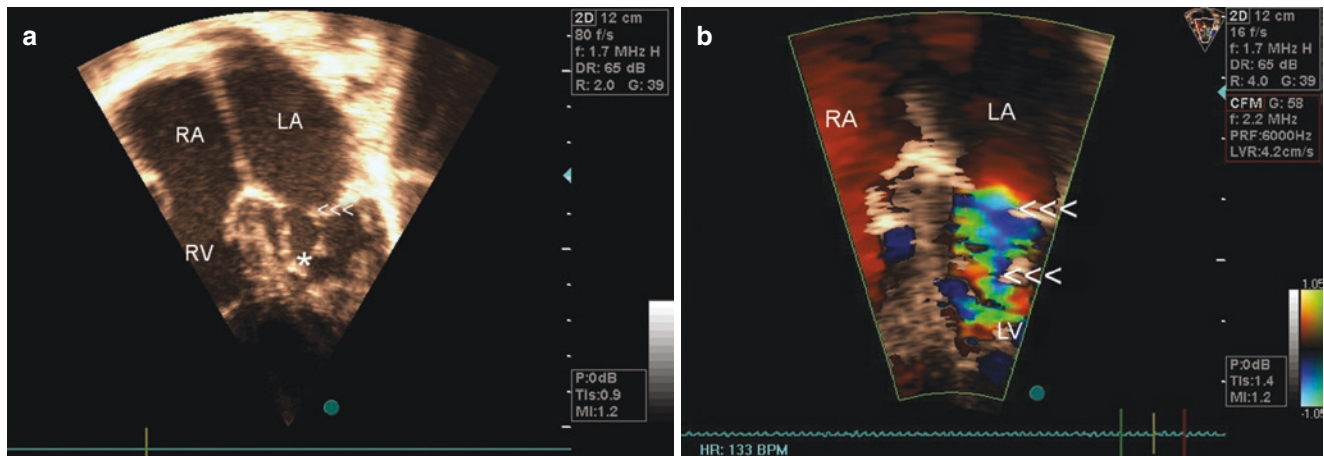 a
2D 12 cm
80 f/s
f: 1.7 MHz H
DR: 65 dB
R: 2.0 G: 39
RA
LA
<<<
RV
*
P:0dB
TIs:0.9
MI:1.2
b
2D 12 cm
16 f/s
f: 1.7 MHz H
DR: 65 dB
R: 4.0 G: 39
CFM G: 58
f: 2.2 MHz
PRF:6000Hz
LVR:4.2cm/s
RA
LA
<<<
<<<
LV
1.05
-1.05
P:0dB
TIs:1.4
MI:1.2
HR: 133 BPM